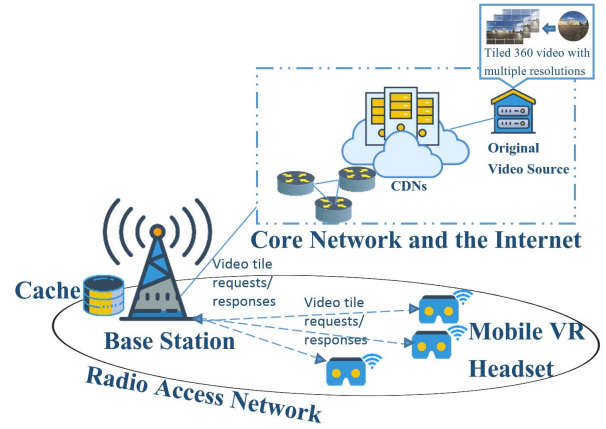 Tiled 360 video with
multiple resolutions
Original
Video Source
CDNs
Core Network and the Internet
Video tile
requests/
responses
Cache
Base Station
Video tile
requests/
responses
Mobile VR
Headset
Radio Access Network